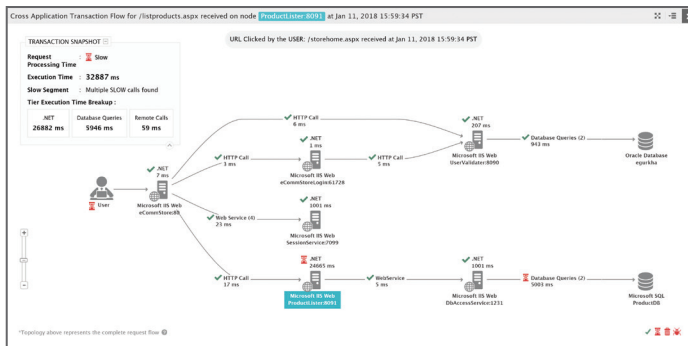 Cross Application Transaction Flow for /listproducts.aspx received on node ProductLister:8091 at Jan 11, 2018 15:59:34 PST
URL Clicked by the USER: /storehome.aspx received at Jan 11, 2018 15:59:34 PST
TRANSACTION SNAPSHOT
Request Processing Time : Slow
Execution Time : 32887 ms
Slow Segment : Multiple SLOW calls found
Tier Execution Time Breakup :
.NET
26882 ms
Database Queries
5946 ms
Remote Calls
59 ms
User
.NET
7 ms
Microsoft IIS Web
eCommStore:80
HTTP Call
6 ms
HTTP Call
3 ms
.NET
1 ms
Microsoft IIS Web
eCommStoreLogin:61728
HTTP Call
5 ms
.NET
207 ms
Microsoft IIS Web
UserValidater:8090
Database Queries (2)
943 ms
Oracle Database
egurkha
Web Service (4)
23 ms
.NET
1001 ms
Microsoft IIS Web
SessionService:7099
HTTP Call
17 ms
.NET
24665 ms
Microsoft IIS Web
ProductLister:8091
WebService
5 ms
.NET
1001 ms
Microsoft IIS Web
DbAccessService:1231
Database Queries (2)
5003 ms
Microsoft SQL
ProductDB
*Topology above represents the complete request flow